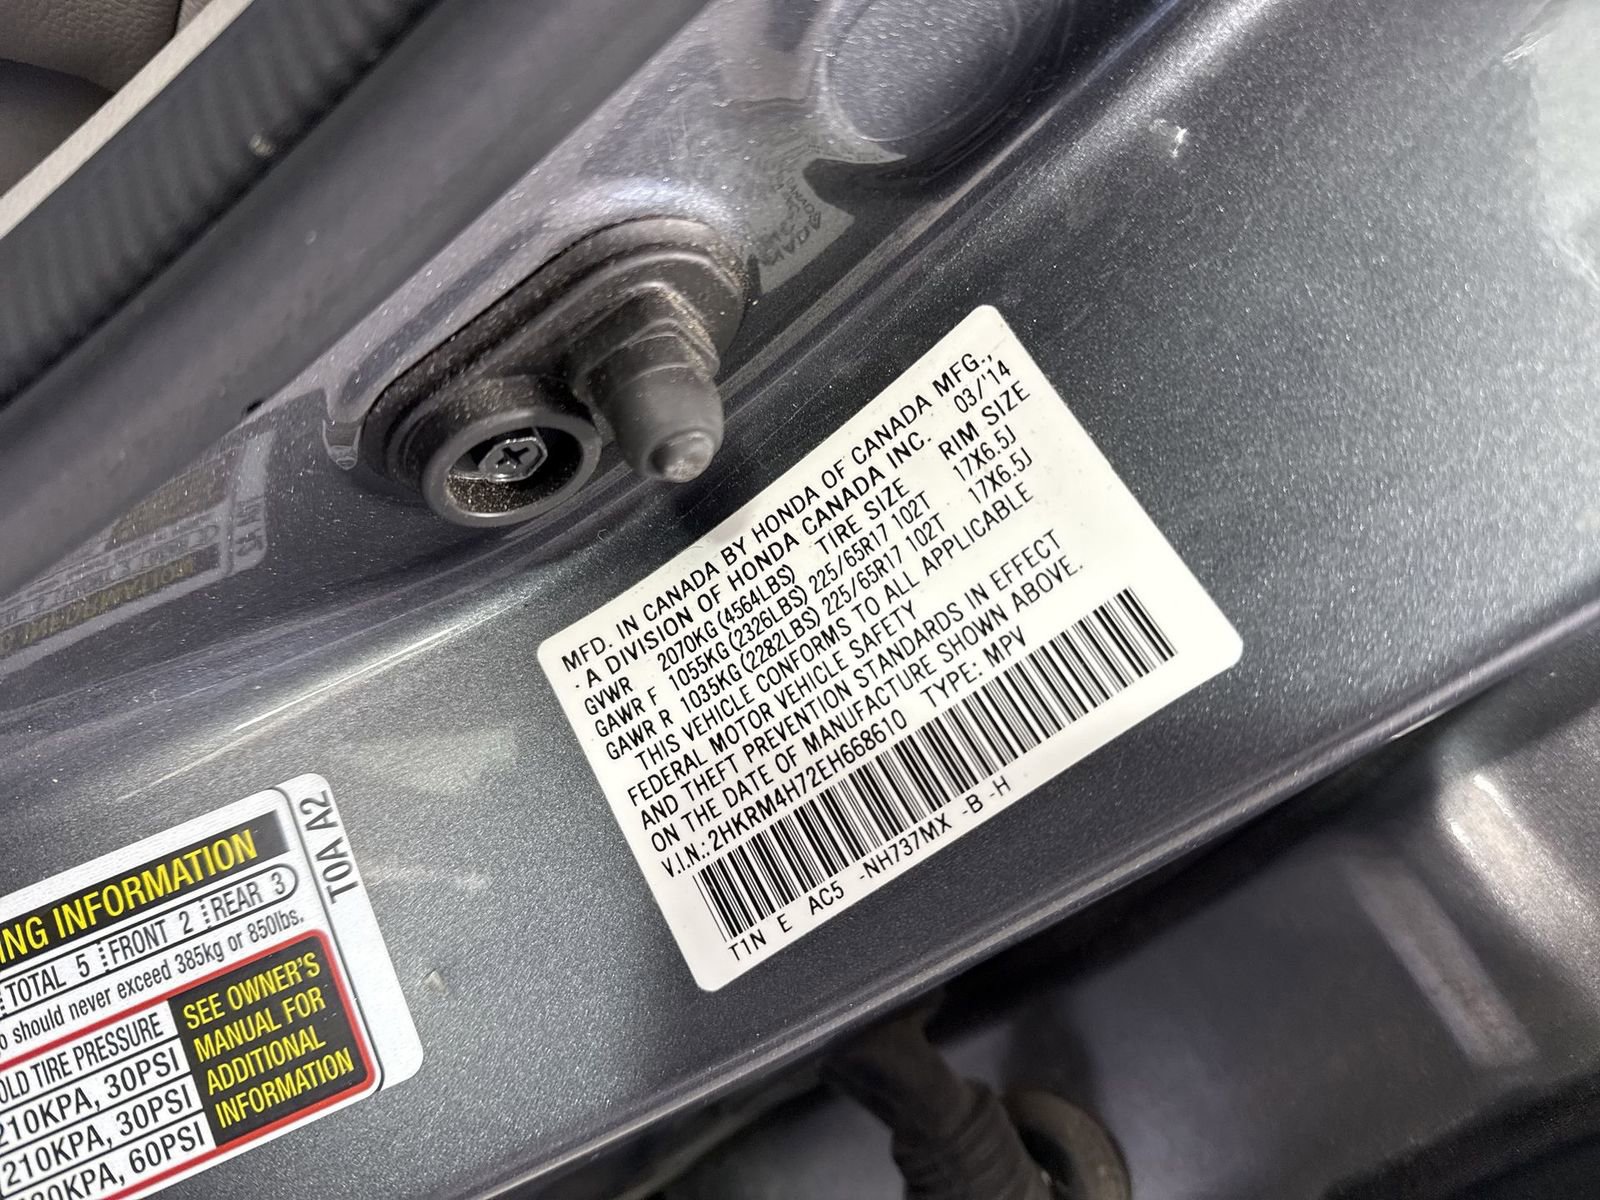 MFD. IN CANADA BY HONDA OF CANADA MFG.,
-A DIVISION OF HONDA CANADA INC. 03/'14
GVWR 2070KG (4564LBS) TIRE SIZE RIM SIZE
GAWR F 1055KG (2326LBS) 225/65R17 102T 17X6.5J
GAWR R 1035KG (2282LBS) 225/65R17 102T 17X6.5J
THIS VEHICLE CONFORMS TO ALL APPLICABLE
FEDERAL MOTOR VEHICLE SAFETY
AND THEFT PREVENTION STANDARDS IN EFFECT
ON THE DATE OF MANUFACTURE SHOWN ABOVE.
V.I.N.: 2HKRM4H72EH668610 TYPE: MPV
T1N E AC5 -NH737MX -B -H
T0A A2
ING INFORMATION
TOTAL 5 FRONT 2 REAR 3
o should never exceed 385kg or 850lbs.
OLD TIRE PRESSURE
210KPA, 30PSI
210KPA, 30PSI
KPA, 60PSI
SEE OWNER'S
MANUAL FOR
ADDITIONAL
INFORMATION